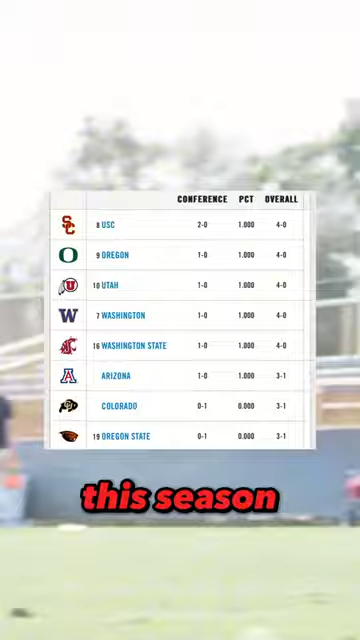 CONFERENCE PCT OVERALL
8 USC 2-0 1.000 4-0
9 OREGON 1-0 1.000 4-0
10 UTAH 1-0 1.000 4-0
7 WASHINGTON 1-0 1.000 4-0
16 WASHINGTON STATE 1-0 1.000 4-0
ARIZONA 1-0 1.000 3-1
COLORADO 0-1 0.000 3-1
19 OREGON STATE 0-1 0.000 3-1
this season